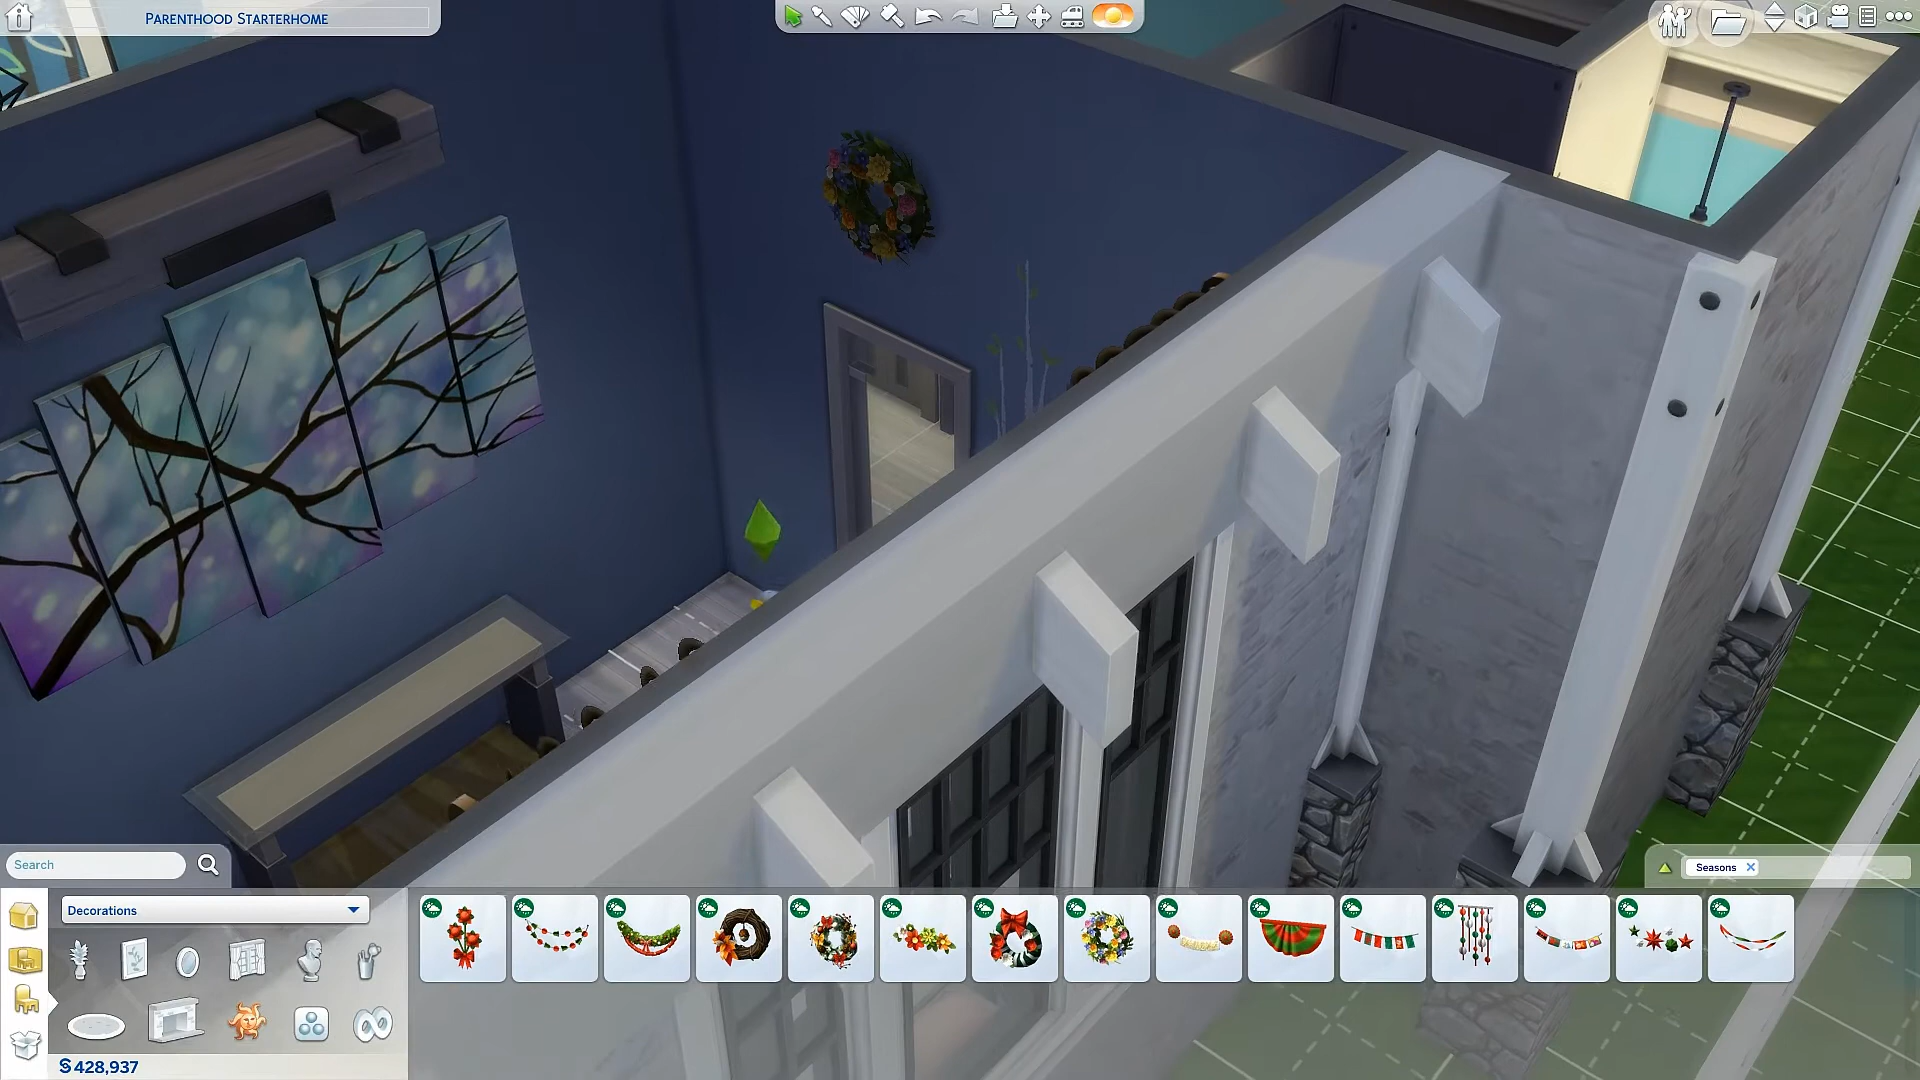 PARENTHOOD STARTERHOME
Search
Seasons
Decorations
§428,937